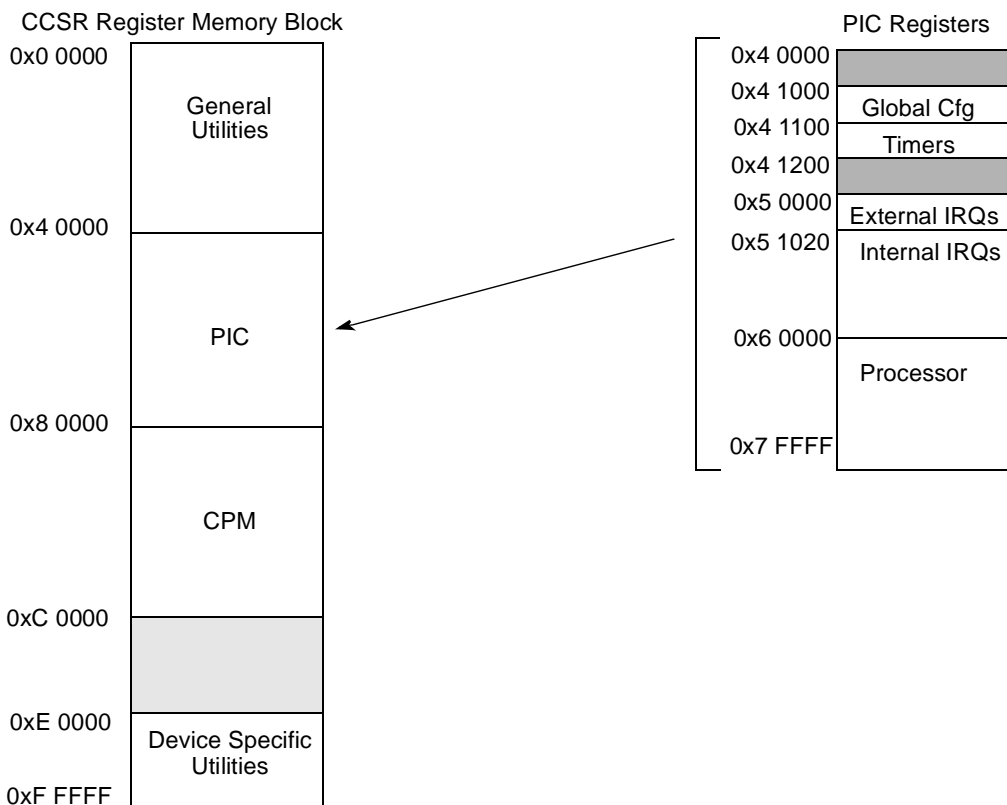 CCSR Register Memory Block
0x0 0000
General
Utilities
0x4 0000
PIC
0x8 0000
CPM
0xC 0000
0xE 0000
Device Specific
Utilities
0xF FFFF
PIC Registers
0x4 0000
0x4 1000
Global Cfg
0x4 1100
Timers
0x4 1200
0x5 0000
External IRQs
0x5 1020
Internal IRQs
0x6 0000
Processor
0x7 FFFF